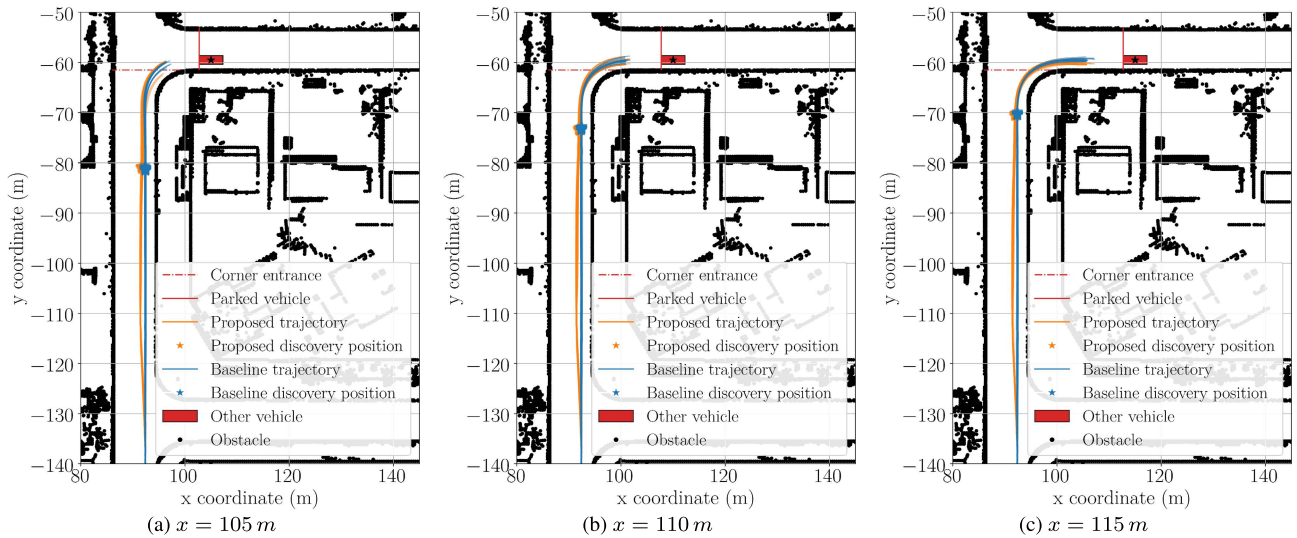 −50
−60
−70
−80
−90
−100
−110
−120
−130
−140
y coordinate (m)
80
100
120
140
x coordinate (m)
Corner entrance
Parked vehicle
Proposed trajectory
Proposed discovery position
Baseline trajectory
Baseline discovery position
Other vehicle
Obstacle
(a) x = 105 m
−50
−60
−70
−80
−90
−100
−110
−120
−130
−140
y coordinate (m)
80
100
120
140
x coordinate (m)
Corner entrance
Parked vehicle
Proposed trajectory
Proposed discovery position
Baseline trajectory
Baseline discovery position
Other vehicle
Obstacle
(b) x = 110 m
−50
−60
−70
−80
−90
−100
−110
−120
−130
−140
y coordinate (m)
80
100
120
140
x coordinate (m)
Corner entrance
Parked vehicle
Proposed trajectory
Proposed discovery position
Baseline trajectory
Baseline discovery position
Other vehicle
Obstacle
(c) x = 115 m